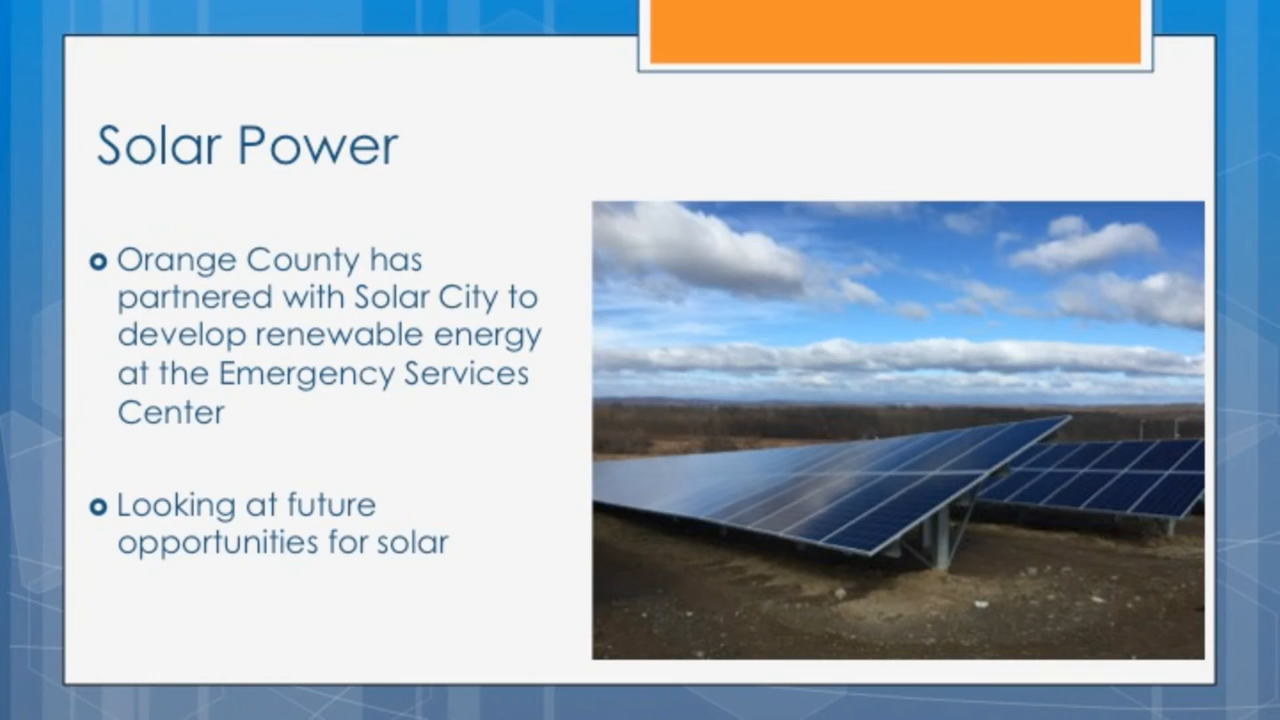 Solar Power
Orange County has
partnered with Solar City to
develop renewable energy
at the Emergency Services
Center
Looking at future
opportunities for solar